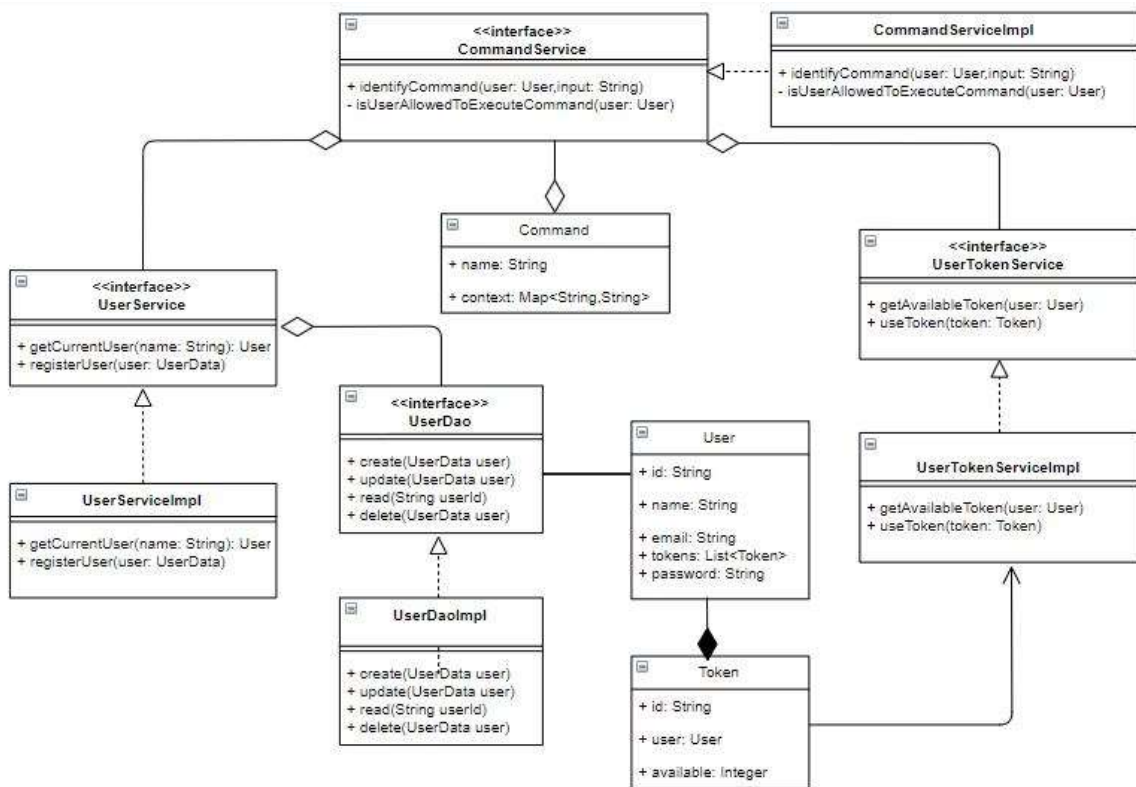 <<interface>>
CommandService
+ identifyCommand(user: User,input: String)
- isUserAllowedToExecuteCommand(user: User)
CommandServiceImpl
+ identifyCommand(user: User,input: String)
- isUserAllowedToExecuteCommand(user: User)
Command
+ name: String
+ context: Map<String,String>
<<interface>>
UserTokenService
+ getAvailableToken(user: User)
+ useToken(token: Token)
<<interface>>
UserService
+ getCurrentUser(name: String): User
+ registerUser(user: UserData)
<<interface>>
UserDao
+ create(UserData user)
+ update(UserData user)
+ read(String userId)
+ delete(UserData user)
User
+ id: String
+ name: String
+ email: String
+ tokens: List<Token>
+ password: String
UserTokenServiceImpl
+ getAvailableToken(user: User)
+ useToken(token: Token)
UserServiceImpl
+ getCurrentUser(name: String): User
+ registerUser(user: UserData)
UserDaoImpl
+ create(UserData user)
+ update(UserData user)
+ read(String userId)
+ delete(UserData user)
Token
+ id: String
+ user: User
+ available: Integer